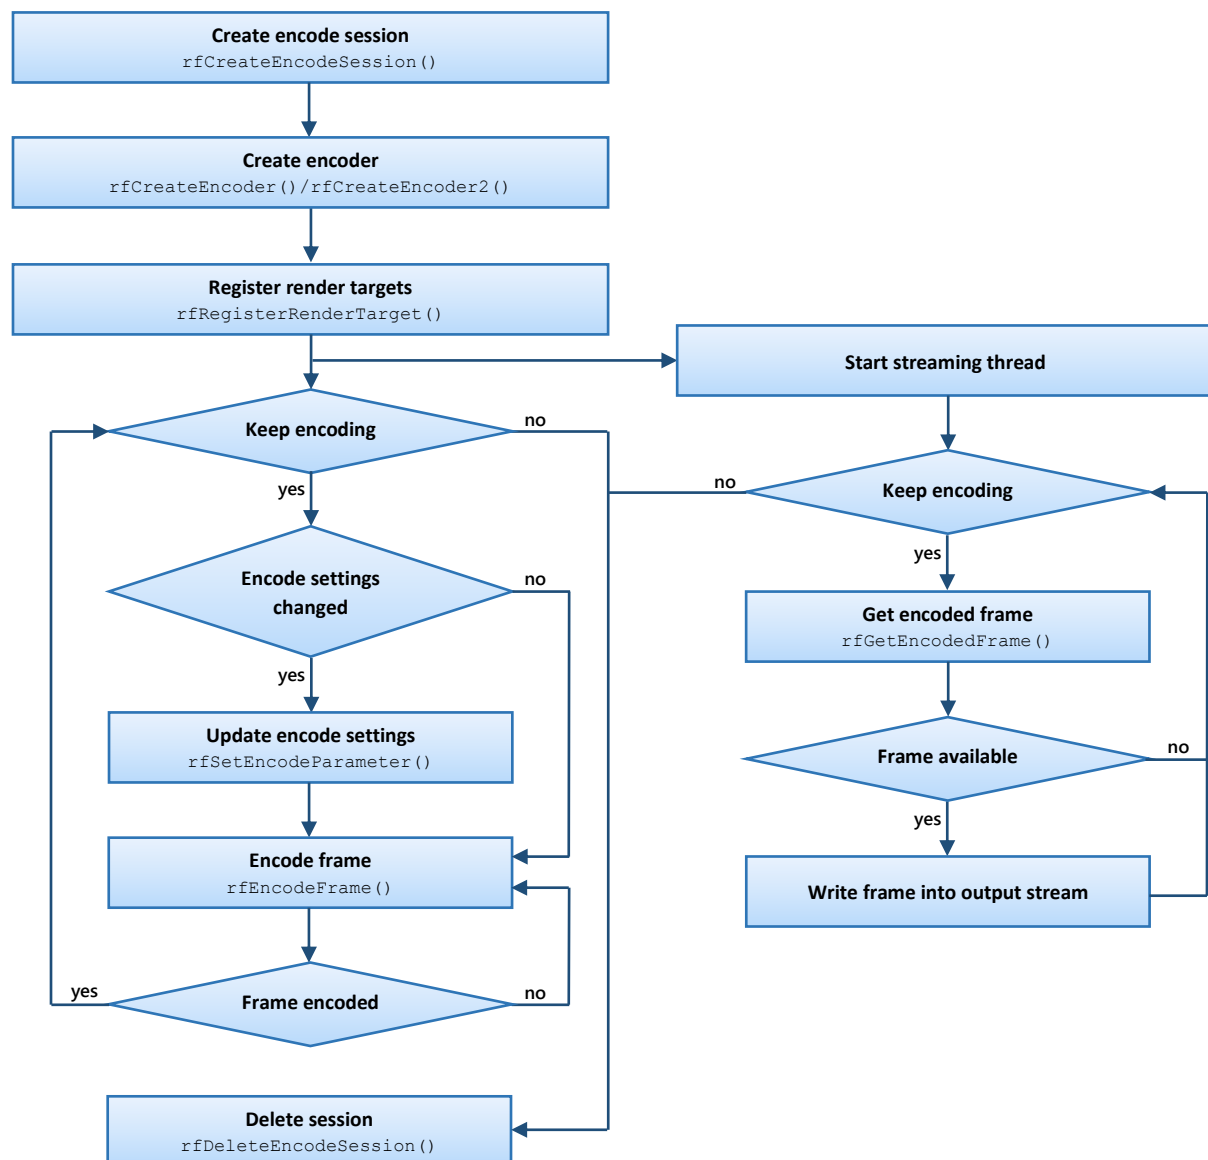 Create encode session
rfCreateEncodeSession()
Create encoder
rfCreateEncoder()/rfCreateEncoder2()
Register render targets
rfRegisterRenderTarget()
Start streaming thread
Keep encoding
no
yes
Encode settings
changed
no
yes
Update encode settings
rfSetEncodeParameter()
Encode frame
rfEncodeFrame()
Frame encoded
yes
no
Delete session
rfDeleteEncodeSession()
Keep encoding
no
yes
Get encoded frame
rfGetEncodedFrame()
Frame available
no
yes
Write frame into output stream